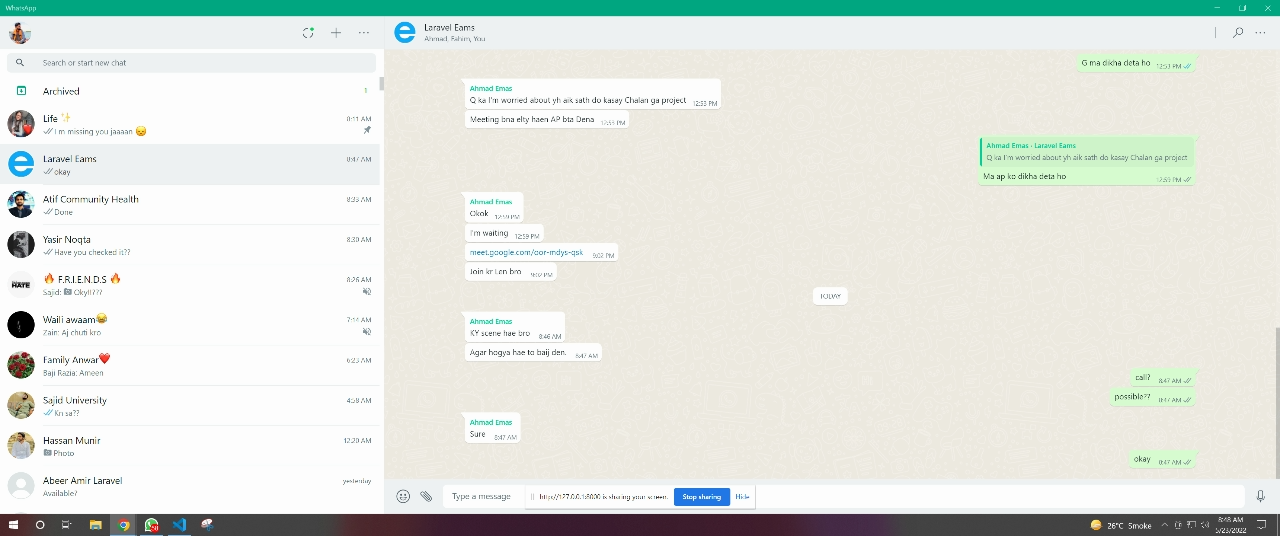 WhatsApp
Search or start new chat
Archived 1
Life ✨ 8:11 AM
I'm missing you jaaaan 😞
Laravel Eams 8:47 AM
okay
Atif Community Health 8:33 AM
Done
Yasir Noqta 8:30 AM
Have you checked it??
🔥 F.R.I.E.N.D.S 🔥 8:26 AM
Sajid: 📷 Oky!!???
Waili awaam😂 7:14 AM
Zain: Aj chuti kro
Family Anwar❤️ 6:23 AM
Baji Razia: Ameen
Sajid University 4:58 AM
Kri sa??
Hassan Munir 12:20 AM
Photo
Abeer Amir Laravel yesterday
Available?
Laravel Eams
Ahmad, Fahim, You
G ma dikha deta ho 12:53 PM
Ahmad Emas
Q ka I'm worried about yh aik sath do kasay Chalan ga project 12:53 PM
Meeting bna elty haen AP bta Dena 12:53 PM
Ahmad Emas · Laravel Eams
Q ka I'm worried about yh aik sath do kasay Chalan ga project
Ma ap ko dikha deta ho 12:59 PM
Ahmad Emas
Okok 12:59 PM
I'm waiting 12:59 PM
meet.google.com/oor-mdys-qsk 9:02 PM
Join kr Len bro 9:02 PM
TODAY
Ahmad Emas
KY scene hae bro 8:46 AM
Agar hogya hae to baij den. 8:47 AM
call? 8:47 AM
possible?? 8:47 AM
Ahmad Emas
Sure 8:47 AM
okay 8:47 AM
Type a message
http://127.0.0.1:8000 is sharing your screen. Stop sharing Hide
26°C Smoke
8:48 AM
5/23/2022